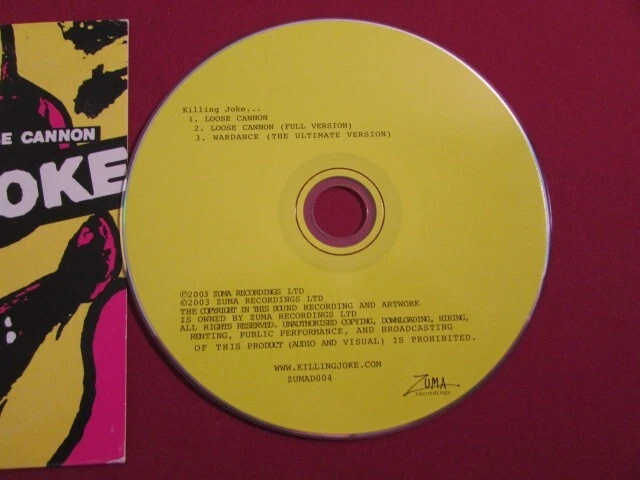 SE CANNON
OKE
Killing Joke...
1. LOOSE CANNON
2. LOOSE CANNON (FULL VERSION)
3. WARDANCE (THE ULTIMATE VERSION)
℗2003 ZUMA RECORDINGS LTD
©2003 ZUMA RECORDINGS LTD
THE COPYRIGHT IN THIS SOUND RECORDING AND ARTWORK
IS OWNED BY ZUMA RECORDINGS LTD
ALL RIGHTS RESERVED. UNAUTHORISED COPYING, DOWNLOADING, HIRING,
RENTING, PUBLIC PERFORMANCE, AND BROADCASTING
OF THIS PRODUCT (AUDIO AND VISUAL) IS PROHIBITED.
WWW.KILLINGJOKE.COM
ZUMAD004
ZUMA
recordings